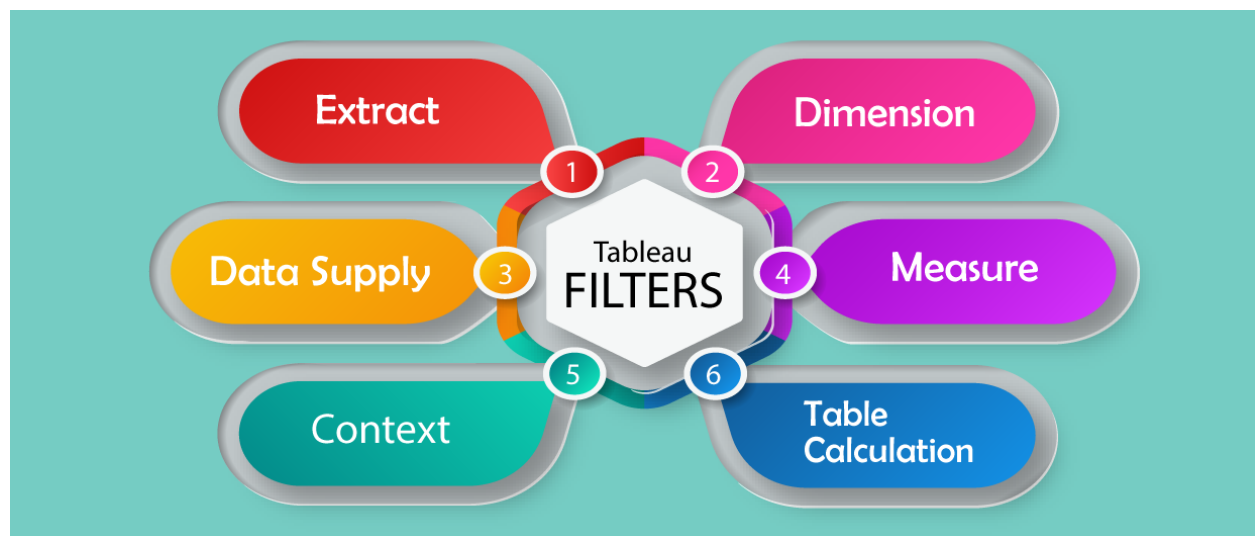 Extract
1
Dimension
2
Data Supply
3
Tableau
FILTERS
4
Measure
Context
5
6
Table
Calculation